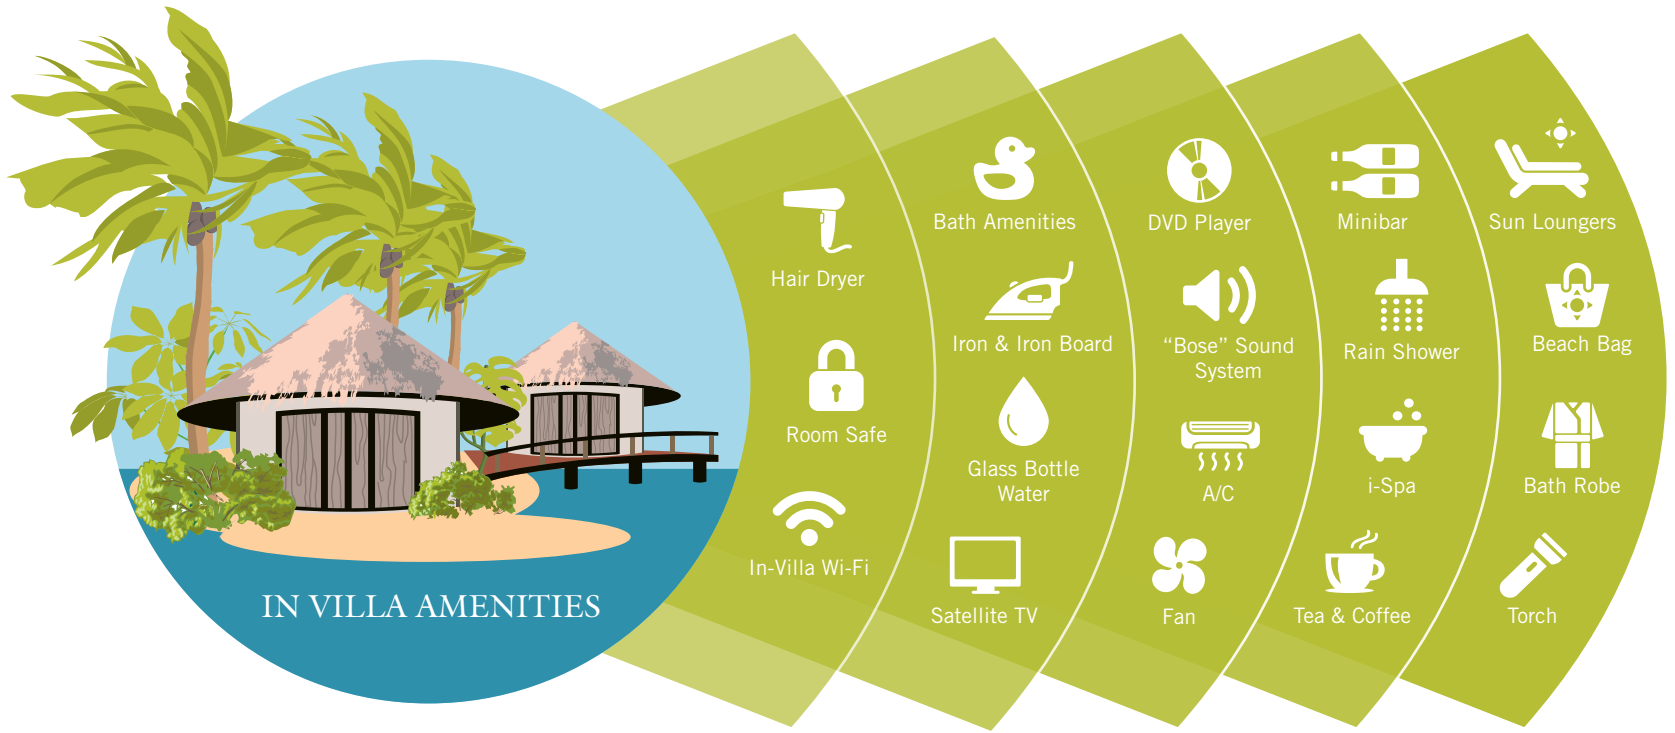 IN VILLA AMENITIES
Hair Dryer
Room Safe
In-Villa Wi-Fi
Bath Amenities
Iron & Iron Board
Glass Bottle
Water
Satellite TV
DVD Player
“Bose” Sound
System
A/C
Fan
Minibar
Rain Shower
i-Spa
Tea & Coffee
Sun Loungers
Beach Bag
Bath Robe
Torch